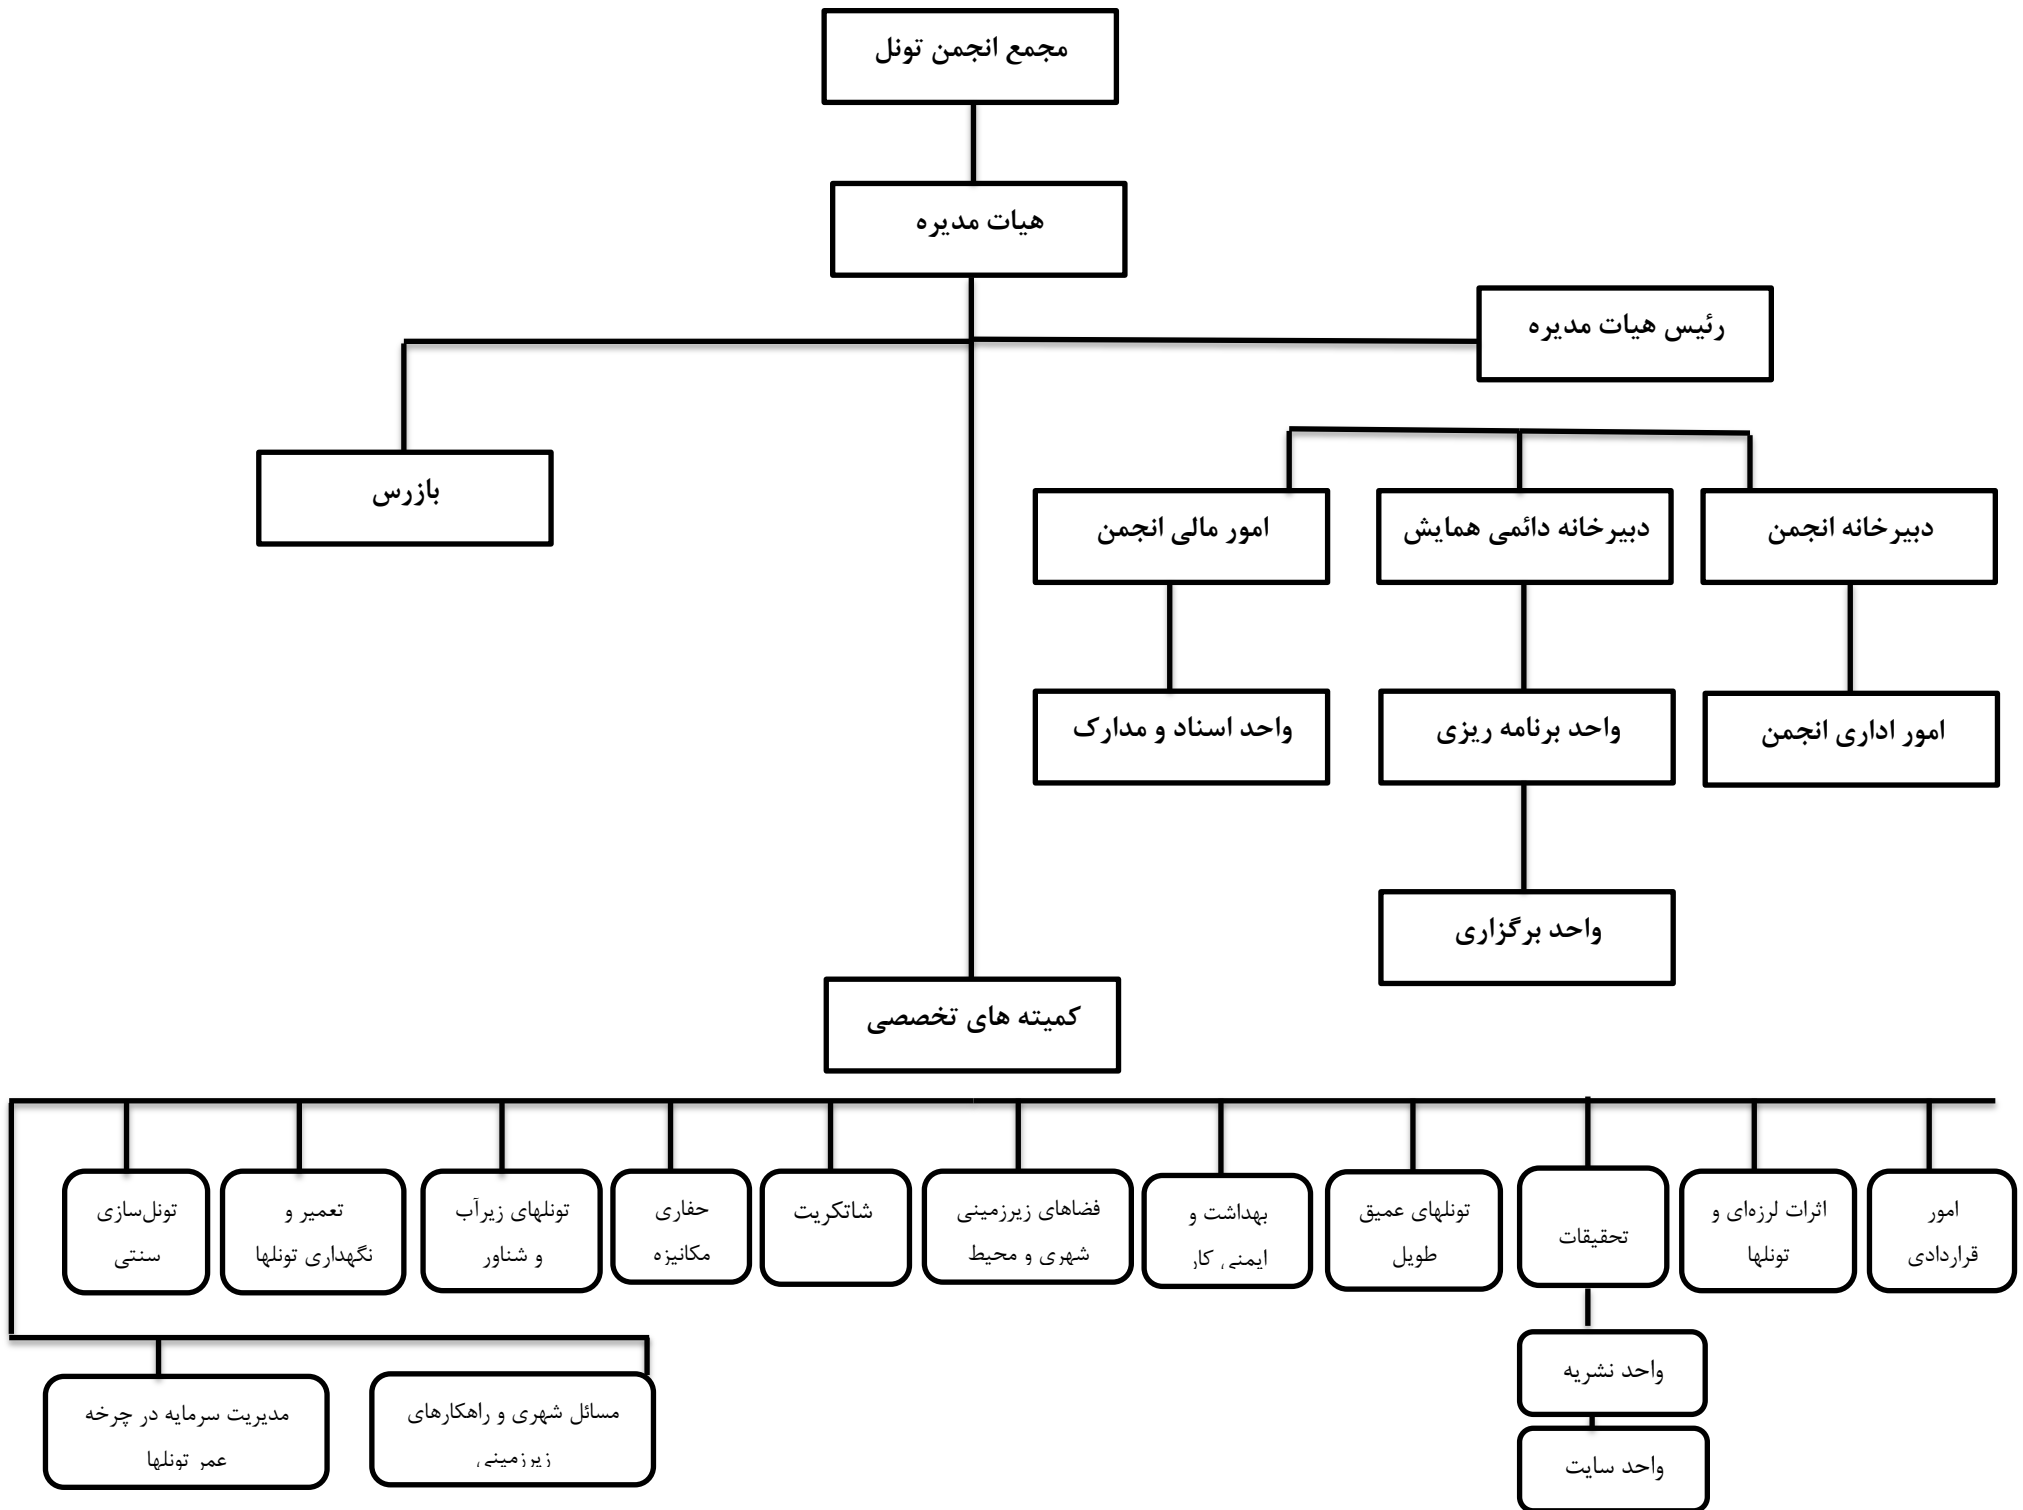 مجمع انجمن تونل
هیات مدیره
رئیس هیات مدیره
بازرس
دبیرخانه انجمن
دبیرخانه دائمی همایش
امور مالی انجمن
امور اداری انجمن
واحد برنامه ریزی
واحد اسناد و مدارک
واحد برگزاری
کمیته های تخصصی
امور
قراردادی
اثرات لرزه‌ای و
تونلها
تحقیقات
تونلهای عمیق
طویل
بهداشت و
ایمنی کار
فضاهای زیرزمینی
شهری و محیط
شاتکریت
حفاری
مکانیزه
تونلهای زیرآب
و شناور
تعمیر و
نگهداری تونلها
تونل‌سازی
سنتی
واحد نشریه
واحد سایت
مسائل شهری و راهکارهای
زیرزمینی
مدیریت سرمایه در چرخه
عمر تونلها